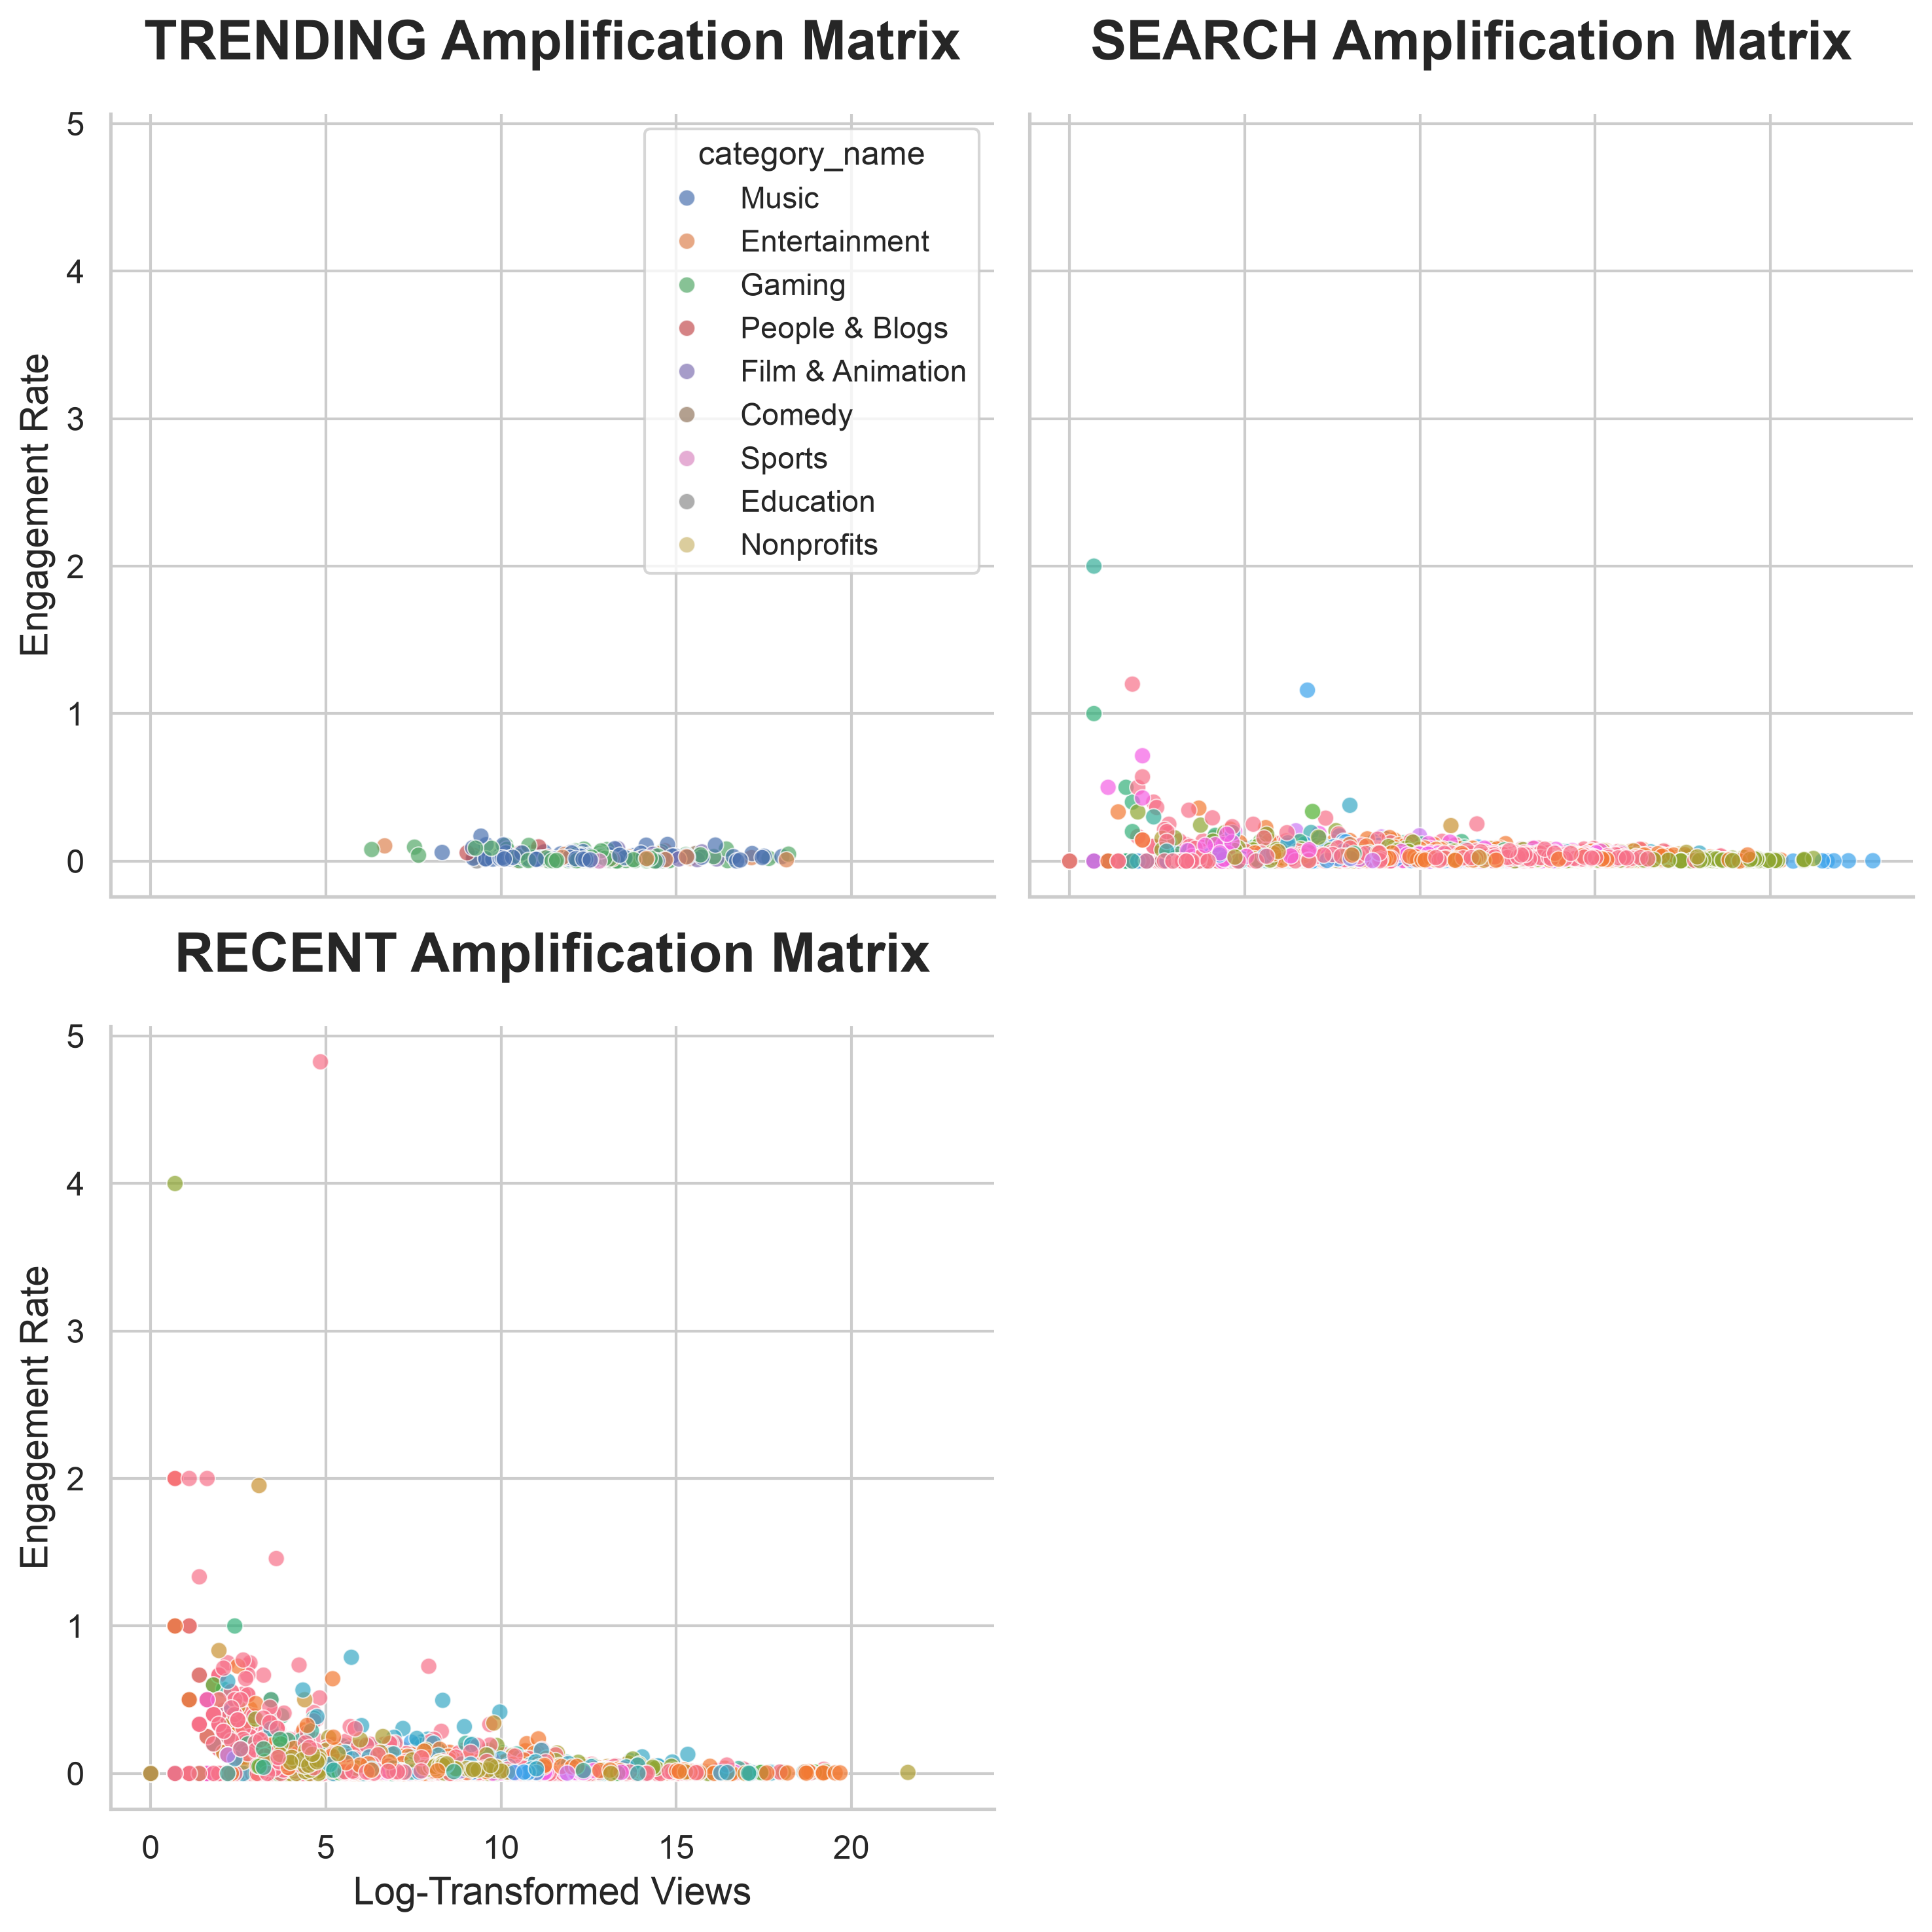 TRENDING Amplification Matrix
SEARCH Amplification Matrix
5
4
3
2
1
0
Engagement Rate
category_name
Music
Entertainment
Gaming
People & Blogs
Film & Animation
Comedy
Sports
Education
Nonprofits
RECENT Amplification Matrix
5
4
3
2
1
0
Engagement Rate
0 5 10 15 20
Log-Transformed Views